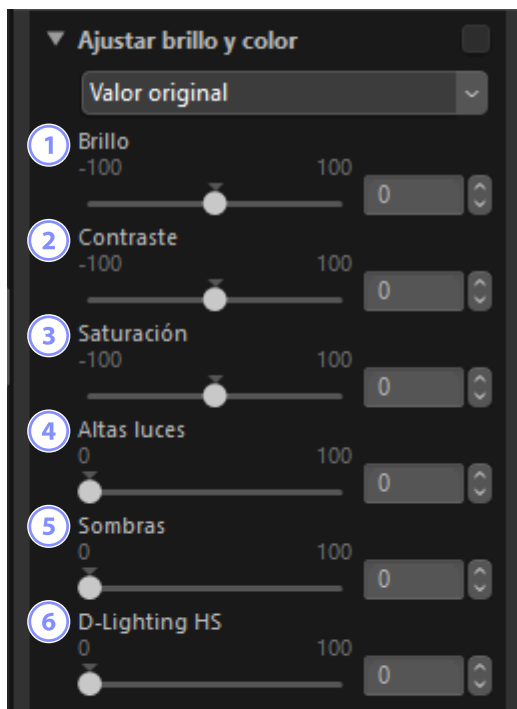 Ajustar brillo y color
Valor original
1 Brillo
-100 100
0
2 Contraste
-100 100
0
3 Saturación
-100 100
0
4 Altas luces
0 100
0
5 Sombras
0 100
0
6 D-Lighting HS
0 100
0